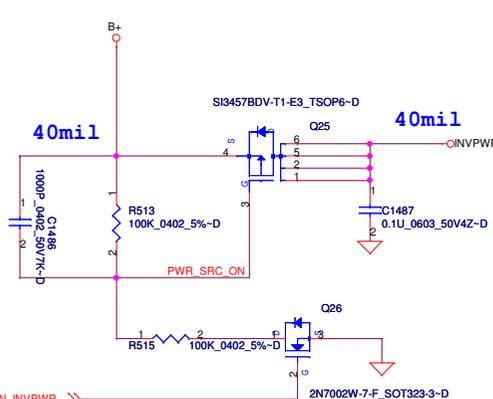 B+
SI3457BDV-T1-E3_TSOP6~D
40mil
40mil
Q25
S
4
6
5
2
1
INVPWR
G
3
1
1000P_0402_50V7K~D
C1486
2
1
R513
100K_0402_5%~D
2
1
C1487
0.1U_0603_50V4Z~D
2
PWR_SRC_ON
Q26
1
R515
2
100K_0402_5%~D
1
D
S
3
2
G
2N7002W-7-F_SOT323-3~D
N_INVPWR